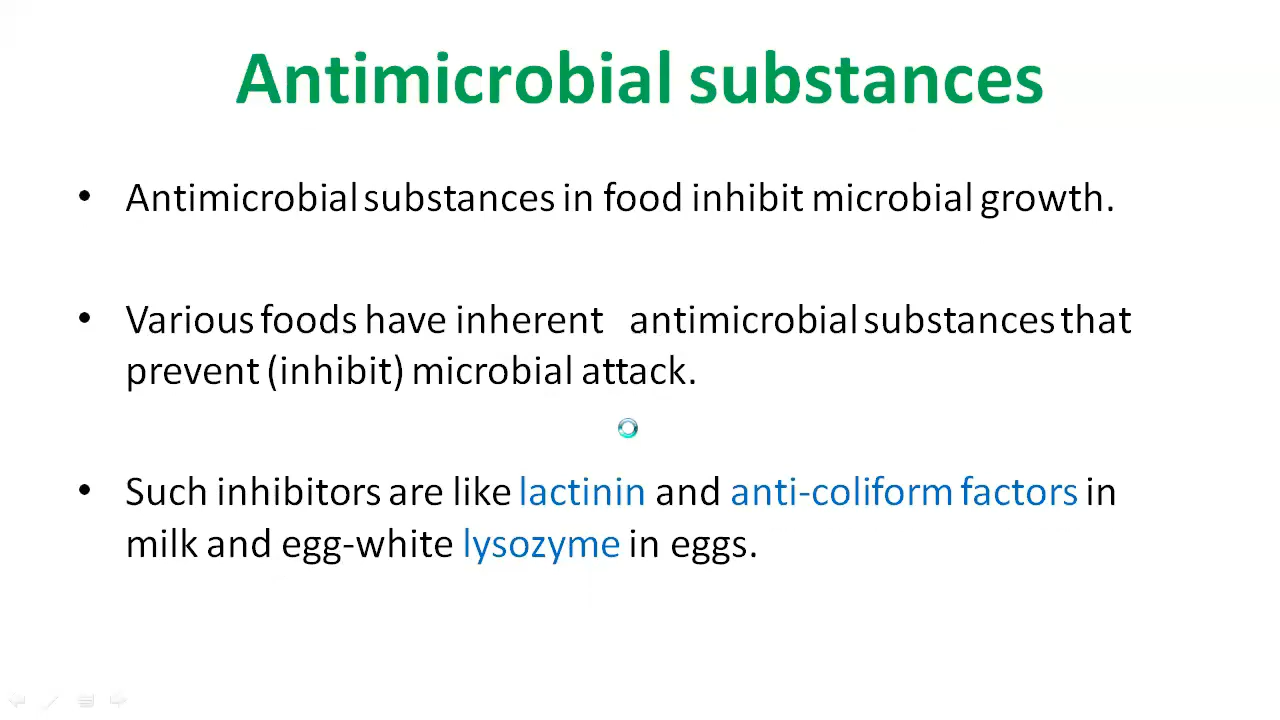 Antimicrobial substances
• Antimicrobial substances in food inhibit microbial growth.
• Various foods have inherent antimicrobial substances that
prevent (inhibit) microbial attack.
• Such inhibitors are like lactinin and anti-coliform factors in
milk and egg-white lysozyme in eggs.